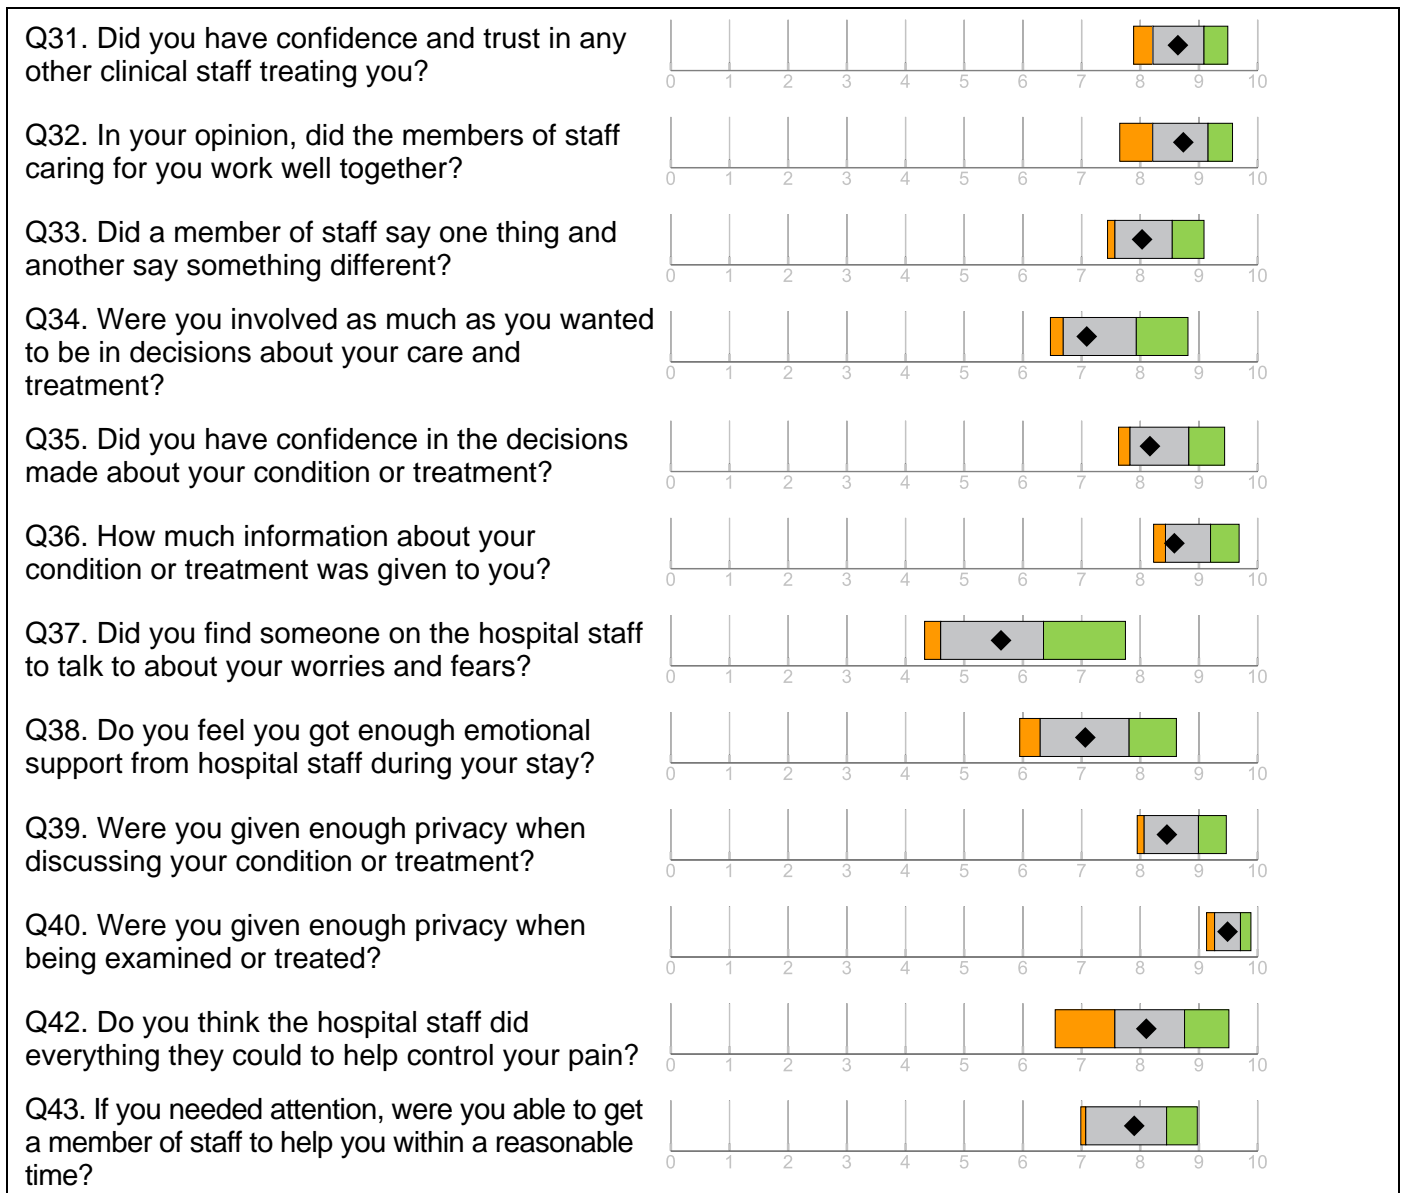 Q31. Did you have confidence and trust in any
other clinical staff treating you?
0 1 2 3 4 5 6 7 8 9 10
Q32. In your opinion, did the members of staff
caring for you work well together?
0 1 2 3 4 5 6 7 8 9 10
Q33. Did a member of staff say one thing and
another say something different?
0 1 2 3 4 5 6 7 8 9 10
Q34. Were you involved as much as you wanted
to be in decisions about your care and
treatment?
0 1 2 3 4 5 6 7 8 9 10
Q35. Did you have confidence in the decisions
made about your condition or treatment?
0 1 2 3 4 5 6 7 8 9 10
Q36. How much information about your
condition or treatment was given to you?
0 1 2 3 4 5 6 7 8 9 10
Q37. Did you find someone on the hospital staff
to talk to about your worries and fears?
0 1 2 3 4 5 6 7 8 9 10
Q38. Do you feel you got enough emotional
support from hospital staff during your stay?
0 1 2 3 4 5 6 7 8 9 10
Q39. Were you given enough privacy when
discussing your condition or treatment?
0 1 2 3 4 5 6 7 8 9 10
Q40. Were you given enough privacy when
being examined or treated?
0 1 2 3 4 5 6 7 8 9 10
Q42. Do you think the hospital staff did
everything they could to help control your pain?
0 1 2 3 4 5 6 7 8 9 10
Q43. If you needed attention, were you able to get
a member of staff to help you within a reasonable
time?
0 1 2 3 4 5 6 7 8 9 10